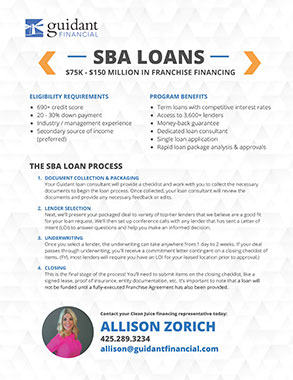 guidant
FINANCIAL
SBA LOANS
$75K - $150 MILLION IN FRANCHISE FINANCING
ELIGIBILITY REQUIREMENTS
• 690+ credit score
• 20 - 30% down payment
• Industry / management experience
• Secondary source of income
(preferred)
PROGRAM BENEFITS
• Term loans with competitive interest rates
• Access to 3,600+ lenders
• Money-back guarantee
• Dedicated loan consultant
• Single loan application
• Rapid loan package analysis & approvals
THE SBA LOAN PROCESS
1. DOCUMENT COLLECTION & PACKAGING
Your Guidant loan consultant will provide a checklist and work with you to collect the necessary
documents to begin the loan process. Once collected, your loan consultant will review the
documents and provide any necessary feedback or edits.
2. LENDER SELECTION
Next, we'll present your packaged deal to variety of top-tier lenders that we believe are a good fit
for your loan request. We'll then set up conference calls with any lender that has sent a Letter of
Intent (LOI) to answer questions and help you make an informed decision.
3. UNDERWRITING
Once you select a lender, the underwriting can take anywhere from 1 day to 2 weeks. If your deal
passes through underwriting, you'll receive a commitment letter contingent on a closing checklist of
items. (FYI, most lenders will require you have an LOI for your leased location prior to approval.)
4. CLOSING
This is the final stage of the process! You'll need to submit items on the closing checklist, like a
signed lease, proof of insurance, entity documentation, etc. It's important to note that a loan will
not be funded until a fully-executed Franchise Agreement has also been provided.
Contact your Clean Juice financing representative today:
ALLISON ZORICH
425.289.3234
allison@guidantfinancial.com